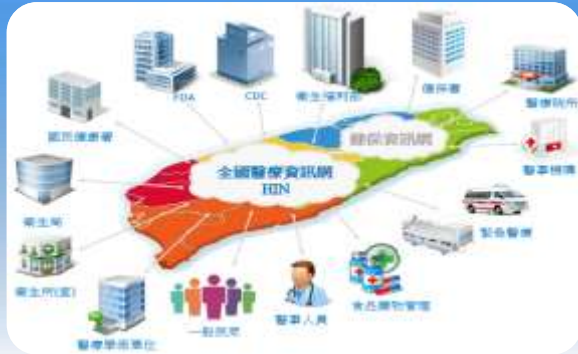 FDA
CDC
衛生福利部
健保署
醫療院所
國民健康署
健保資訊網
全國醫療資訊網
HIN
醫事機構
衛生局
緊急醫療
衛生所(室)
食品藥物管理
醫事人員
一般民眾
醫療學術單位